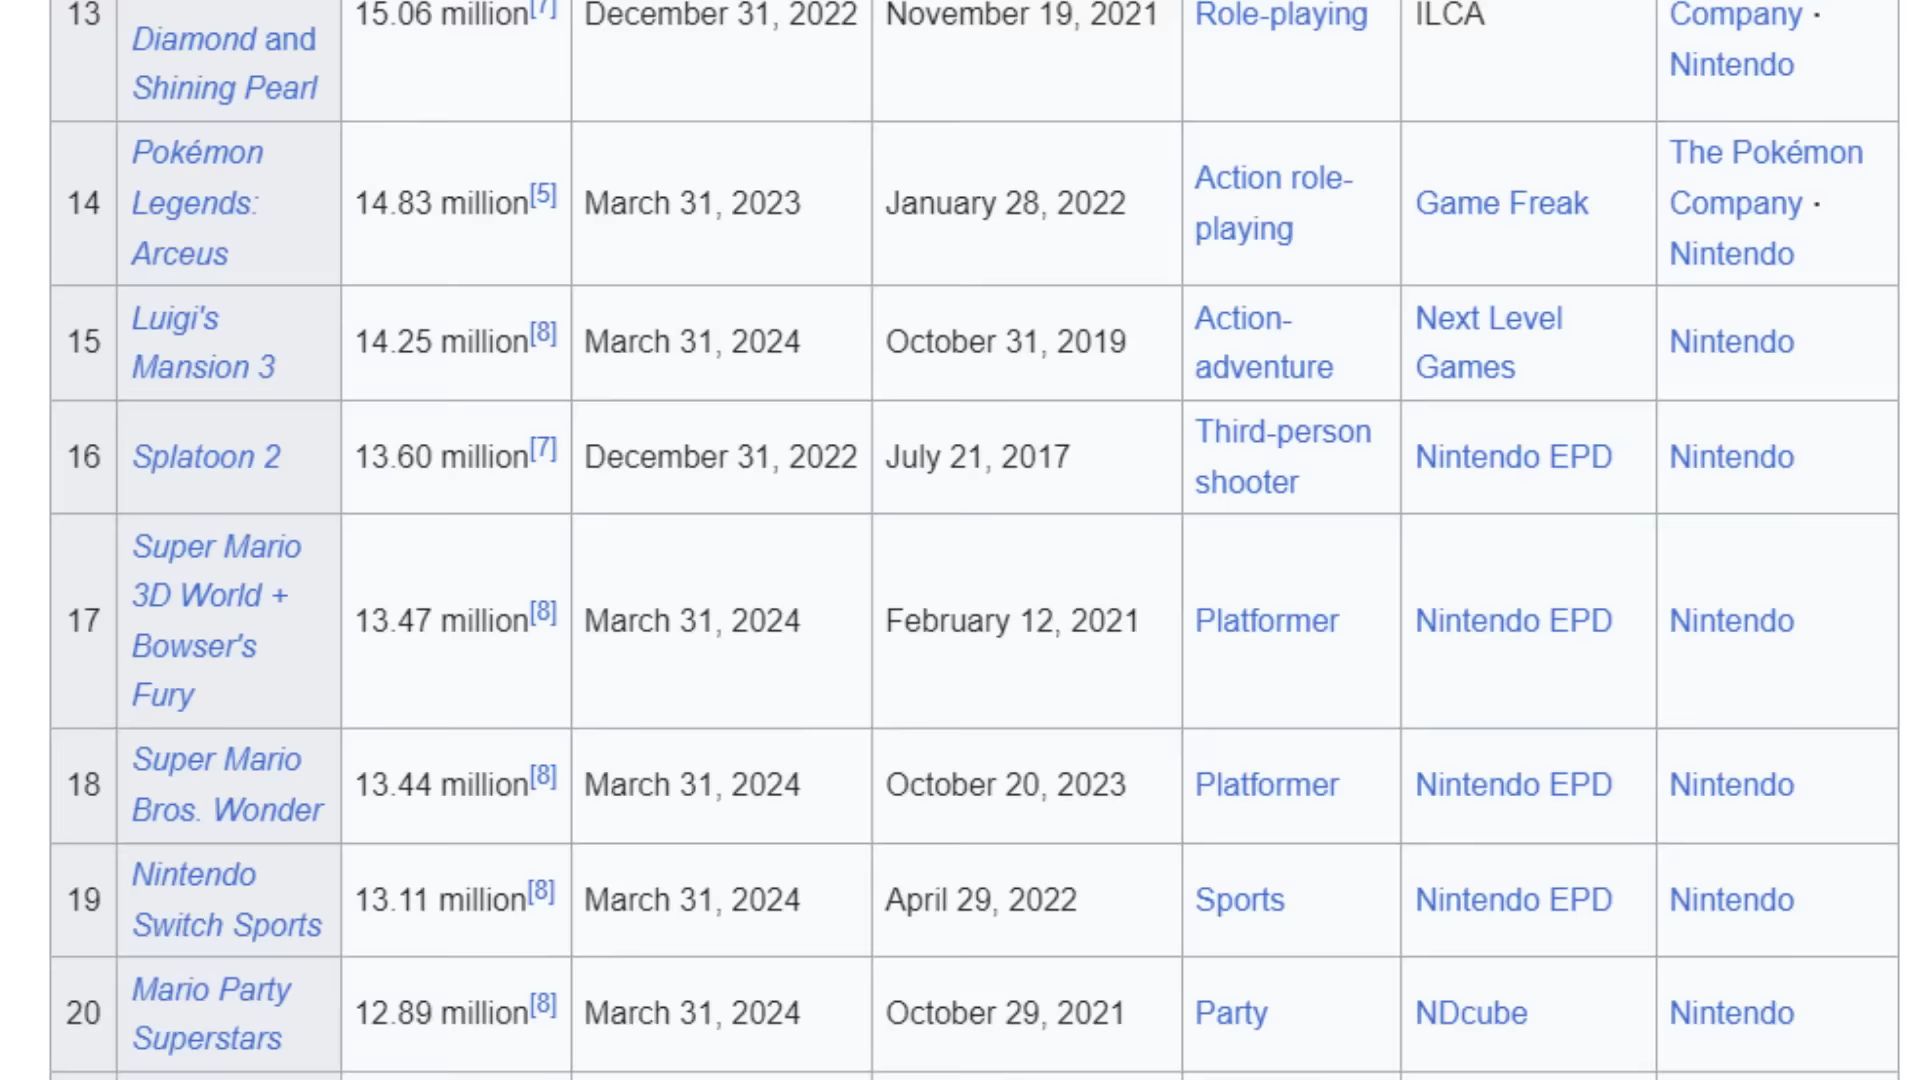 13
Diamond and
Shining Pearl
15.06 million[7]
December 31, 2022
November 19, 2021
Role-playing
ILCA
Company ·
Nintendo
14
Pokémon
Legends:
Arceus
14.83 million[5]
March 31, 2023
January 28, 2022
Action role-
playing
Game Freak
The Pokémon
Company ·
Nintendo
15
Luigi's
Mansion 3
14.25 million[8]
March 31, 2024
October 31, 2019
Action-
adventure
Next Level
Games
Nintendo
16
Splatoon 2
13.60 million[7]
December 31, 2022
July 21, 2017
Third-person
shooter
Nintendo EPD
Nintendo
17
Super Mario
3D World +
Bowser's
Fury
13.47 million[8]
March 31, 2024
February 12, 2021
Platformer
Nintendo EPD
Nintendo
18
Super Mario
Bros. Wonder
13.44 million[8]
March 31, 2024
October 20, 2023
Platformer
Nintendo EPD
Nintendo
19
Nintendo
Switch Sports
13.11 million[8]
March 31, 2024
April 29, 2022
Sports
Nintendo EPD
Nintendo
20
Mario Party
Superstars
12.89 million[8]
March 31, 2024
October 29, 2021
Party
NDcube
Nintendo